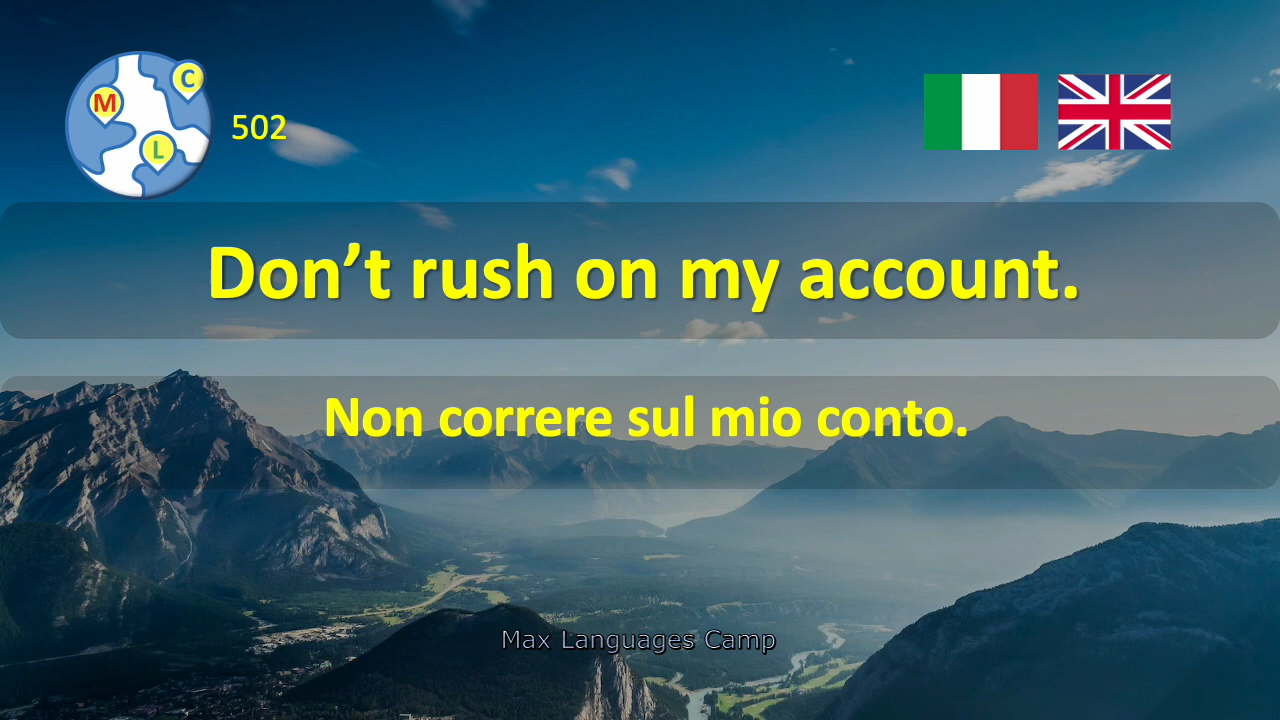 M
C
L
502
Don’t rush on my account.
Non correre sul mio conto.
Max Languages Camp